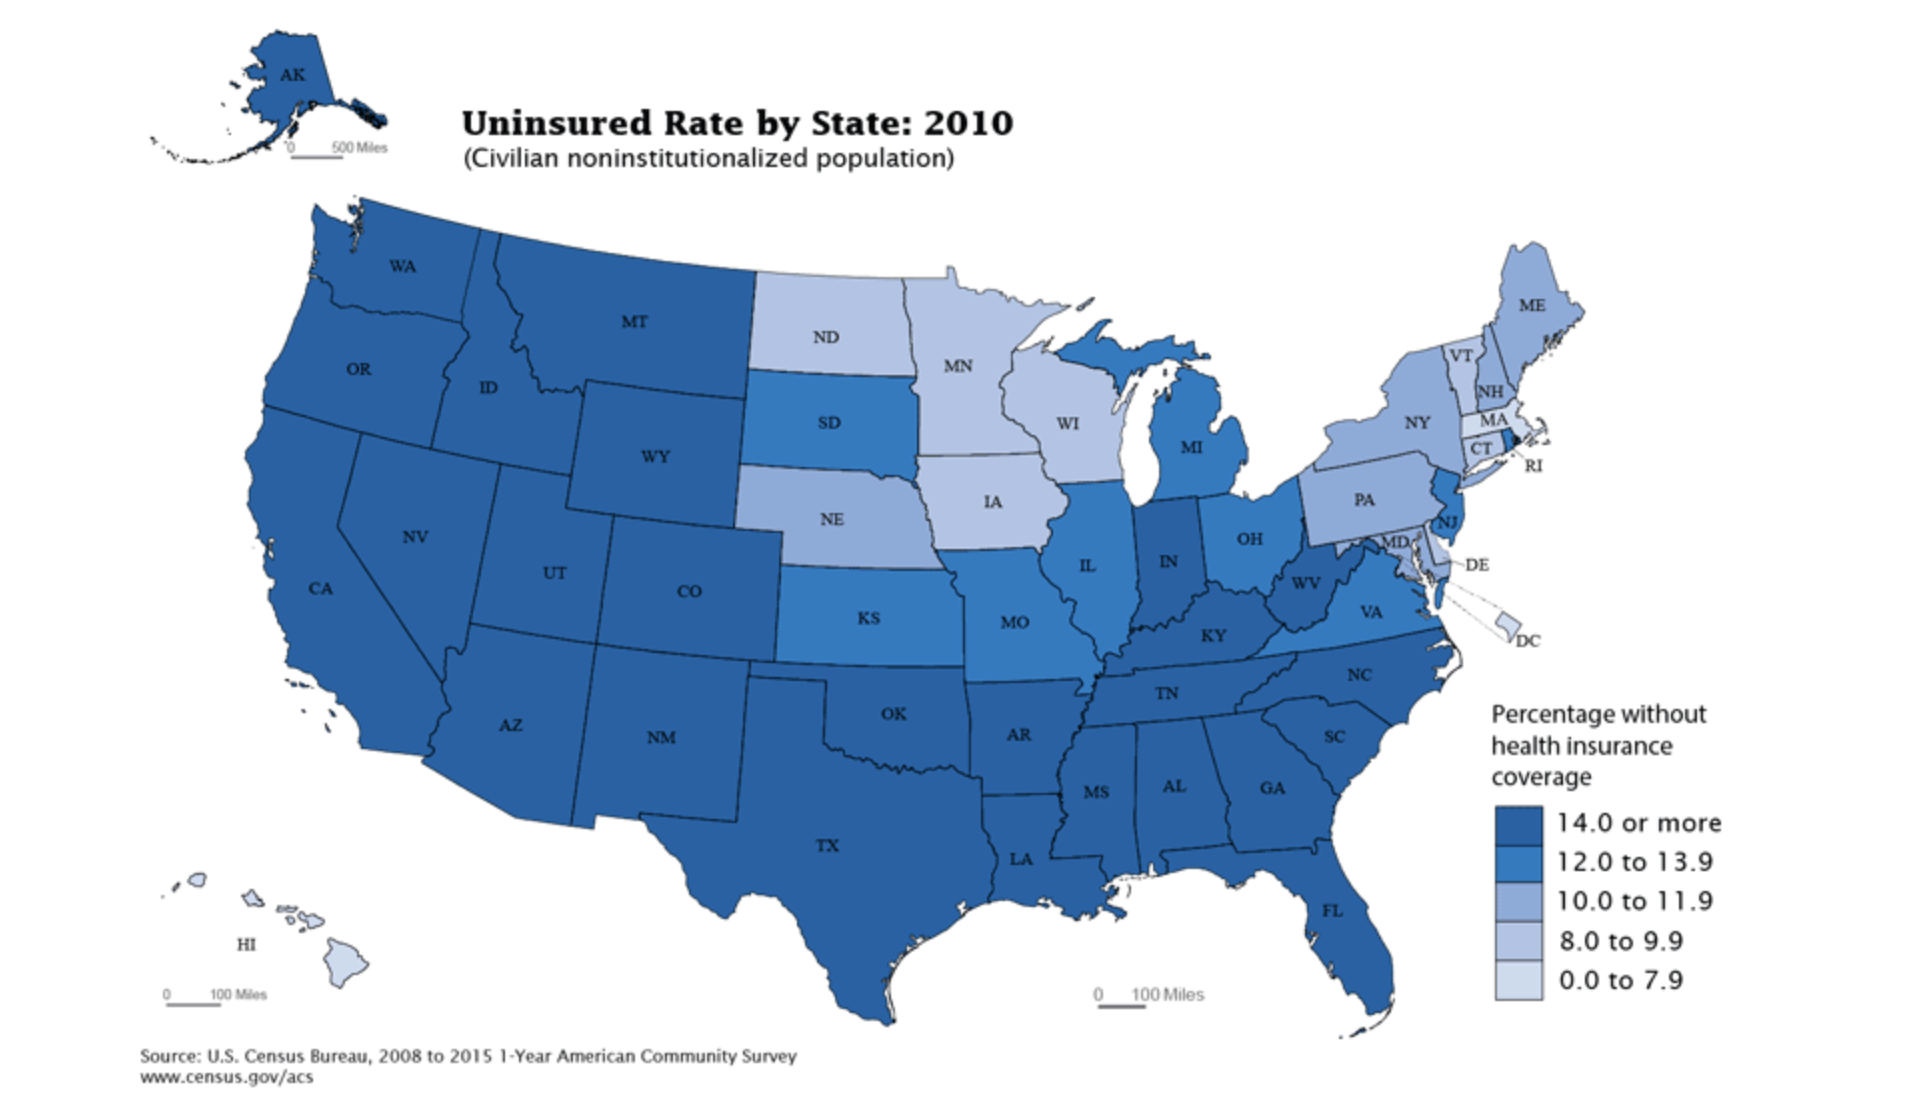 AK
0 500 Miles
Uninsured Rate by State: 2010
(Civilian noninstitutionalized population)
WA
MT
ND
MN
ME
OR
ID
WY
SD
WI
MI
VT
NH
NY
MA
CT
RI
NE
IA
PA
NJ
NV
UT
CO
CA
KS
MO
IL
IN
OH
WV
MD
DE
VA
DC
KY
AZ
NM
OK
AR
TN
NC
SC
TX
LA
MS
AL
GA
FL
Percentage without
health insurance
coverage
14.0 or more
12.0 to 13.9
10.0 to 11.9
8.0 to 9.9
0.0 to 7.9
HI
0 100 Miles
0 100 Miles
Source: U.S. Census Bureau, 2008 to 2015 1-Year American Community Survey
www.census.gov/acs